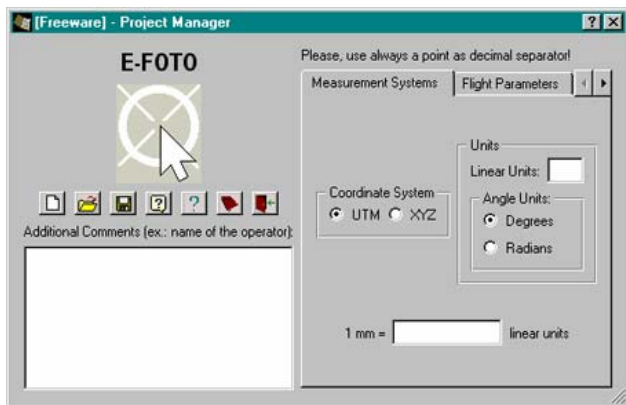 [Freeware] - Project Manager
E-FOTO
Additional Comments (ex.: name of the operator):
Please, use always a point as decimal separator!
Measurement Systems
Flight Parameters
Coordinate System
UTM
XYZ
Units
Linear Units:
Angle Units:
Degrees
Radians
1 mm =
linear units